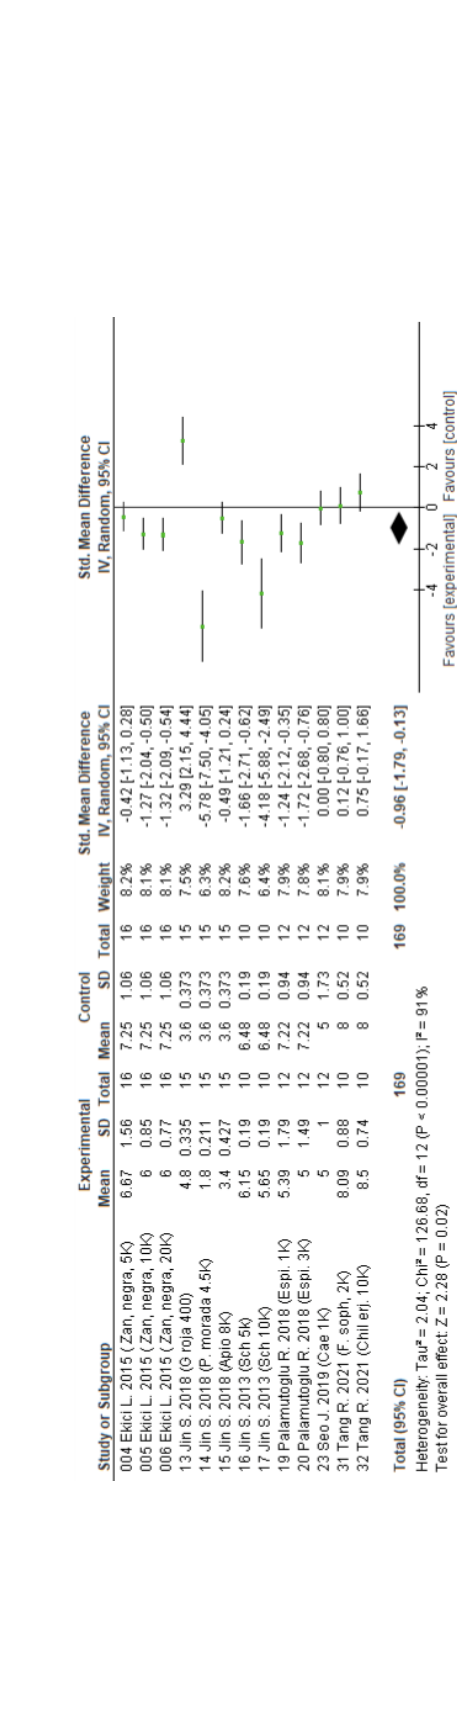 Experimental Control Std. Mean Difference Std. Mean Difference
Study or Subgroup Mean SD Total Mean SD Total Weight IV, Random, 95% CI IV, Random, 95% CI
004 Ekici L. 2015 ( Zan, negra, 5K) 6.67 1.56 16 7.25 1.06 16 8.2% -0.42 [-1.13, 0.28]
005 Ekici L. 2015 ( Zan, negra, 10K) 6 0.85 16 7.25 1.06 16 8.1% -1.27 [-2.04, -0.50]
006 Ekici L. 2015 ( Zan, negra, 20K) 6 0.77 16 7.25 1.06 16 8.1% -1.32 [-2.09, -0.54]
13 Jin S. 2018 (G roja 400) 4.8 0.335 15 3.6 0.373 15 7.5% 3.29 [2.15, 4.44]
14 Jin S. 2018 (P. morada 4.5K) 1.8 0.211 15 3.6 0.373 15 6.3% -5.78 [-7.50, -4.05]
15 Jin S. 2018 (Apio 8K) 3.4 0.427 15 3.6 0.373 15 8.2% -0.49 [-1.21, 0.24]
16 Jin S. 2013 (Sch 5k) 6.15 0.19 10 6.48 0.19 10 7.6% -1.66 [-2.71, -0.62]
17 Jin S. 2013 (Sch 10K) 5.65 0.19 10 6.48 0.19 10 6.4% -4.18 [-5.88, -2.49]
19 Palamutoglu R. 2018 (Espi. 1K) 5.39 1.79 12 7.22 0.94 12 7.9% -1.24 [-2.12, -0.35]
20 Palamutoglu R. 2018 (Espi. 3K) 5 1.49 12 7.22 0.94 12 7.8% -1.72 [-2.68, -0.76]
23 Seo J. 2019 (Cae 1K) 5 1 12 5 1.73 12 8.1% 0.00 [-0.80, 0.80]
31 Tang R. 2021 (F. soph, 2K) 8.09 0.88 10 8 0.52 10 7.9% 0.12 [-0.76, 1.00]
32 Tang R. 2021 (Chil erj. 10K) 8.5 0.74 10 8 0.52 10 7.9% 0.75 [-0.17, 1.66]
Total (95% CI) 169 169 100.0% -0.96 [-1.79, -0.13]
Heterogeneity: Tau² = 2.04; Chi² = 126.68, df = 12 (P < 0.00001); I² = 91%
Test for overall effect: Z = 2.28 (P = 0.02)
-4 -2 0 2 4
Favours [experimental] Favours [control]